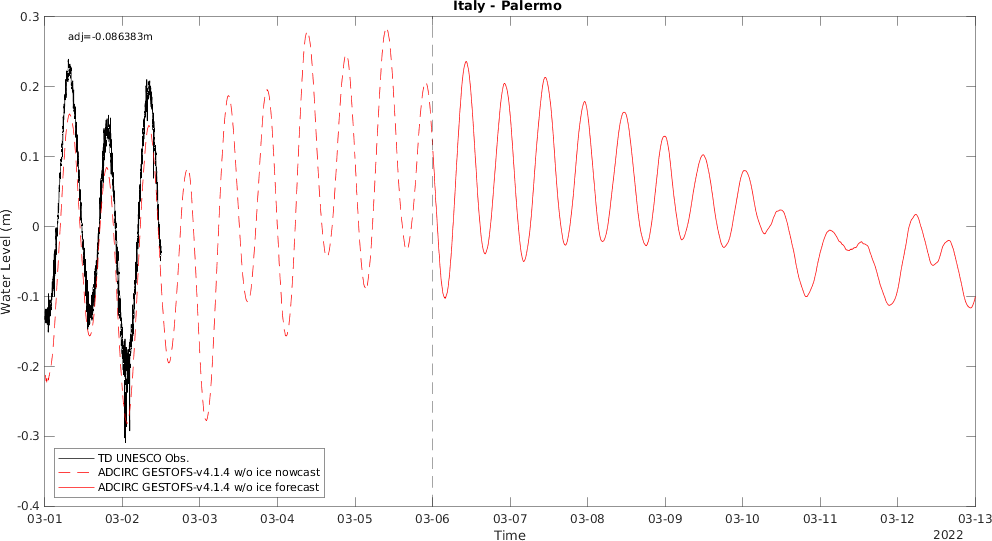 Italy - Palermo
adj=-0.086383m
0.3
0.2
0.1
0
-0.1
-0.2
-0.3
-0.4
Water Level (m)
TD UNESCO Obs.
ADCIRC GESTOFS-v4.1.4 w/o ice nowcast
ADCIRC GESTOFS-v4.1.4 w/o ice forecast
03-01 03-02 03-03 03-04 03-05 03-06 03-07 03-08 03-09 03-10 03-11 03-12 03-13
Time
2022